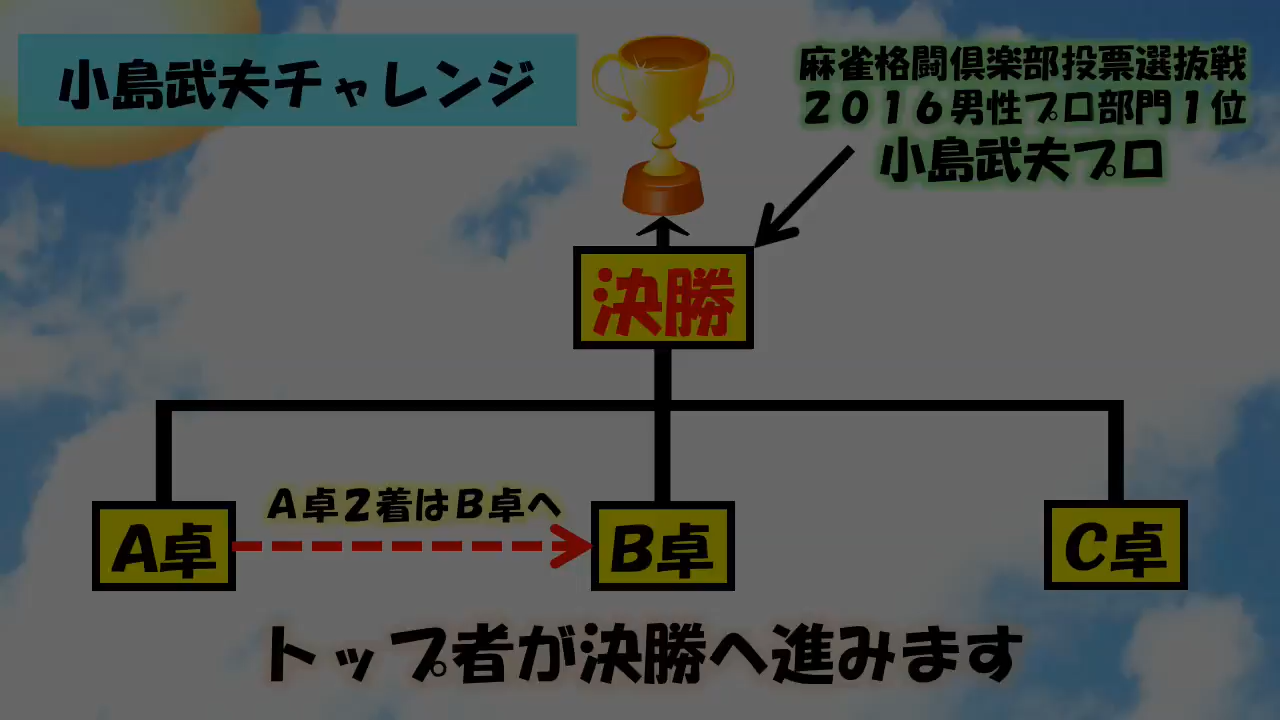 小島武夫チャレンジ
麻雀格闘倶楽部投票選抜戦
２０１６男性プロ部門１位
小島武夫プロ
決勝
A卓２着はB卓へ
A卓
B卓
C卓
トップ者が決勝へ進みます